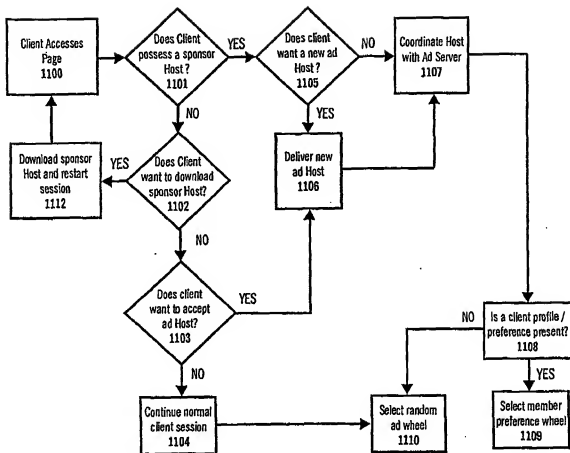 Client Accesses
Page
1100
Does Client
possess a sponsor
Host?
1101
YES
NO
Does client
want a new ad
Host?
1105
NO
YES
Coordinate Host
with Ad Server
1107
Download sponsor
Host and restart
session
1112
YES
Does Client
want to download
sponsor Host?
1102
NO
Deliver new
ad Host
1106
Does client
want to accept
ad Host?
1103
YES
NO
Is a client profile /
preference present?
1108
NO
YES
Continue normal
client session
1104
Select random
ad wheel
1110
Select member
preference wheel
1109